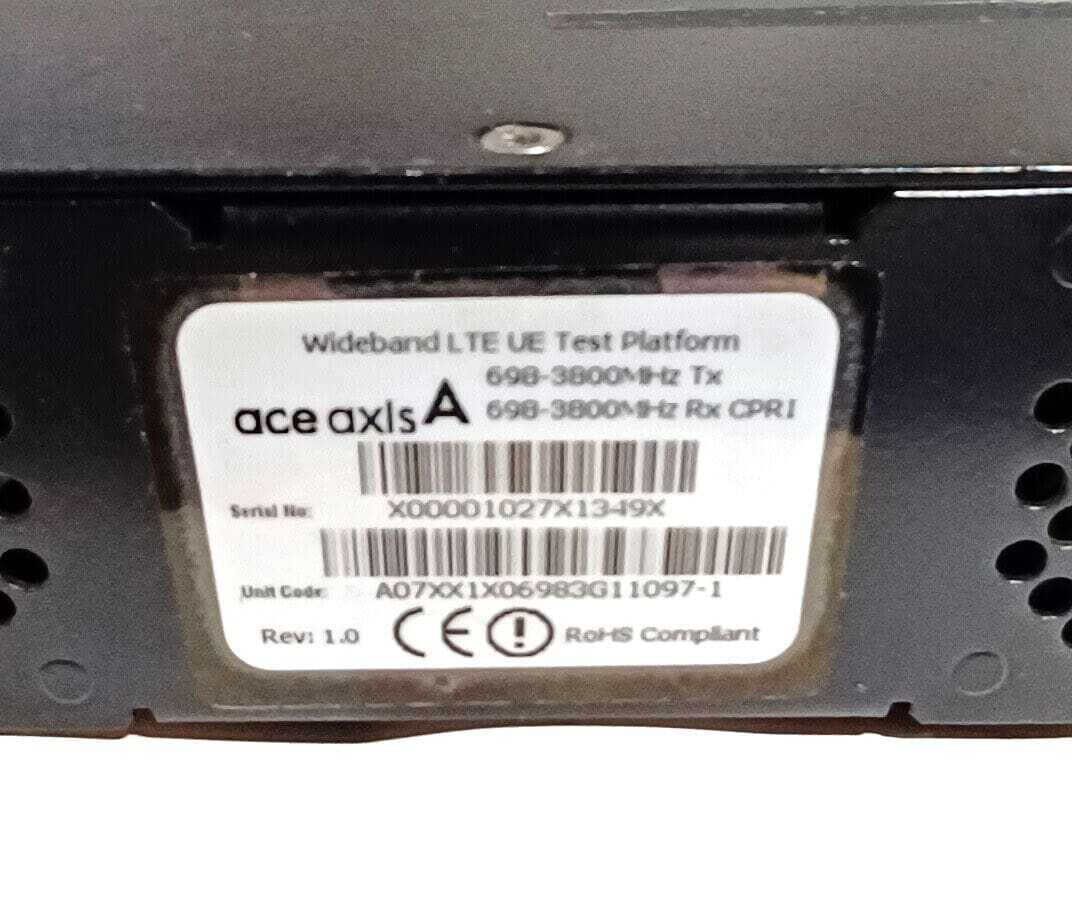 Wideband LTE UE Test Platform
698-3800MHz Tx
ace axis A
698-3800MHz Rx CPRI
Serial No:
X00001027X1349X
Unit Code:
A07XX1X06983G11097-1
Rev: 1.0 CE RoHS Compliant